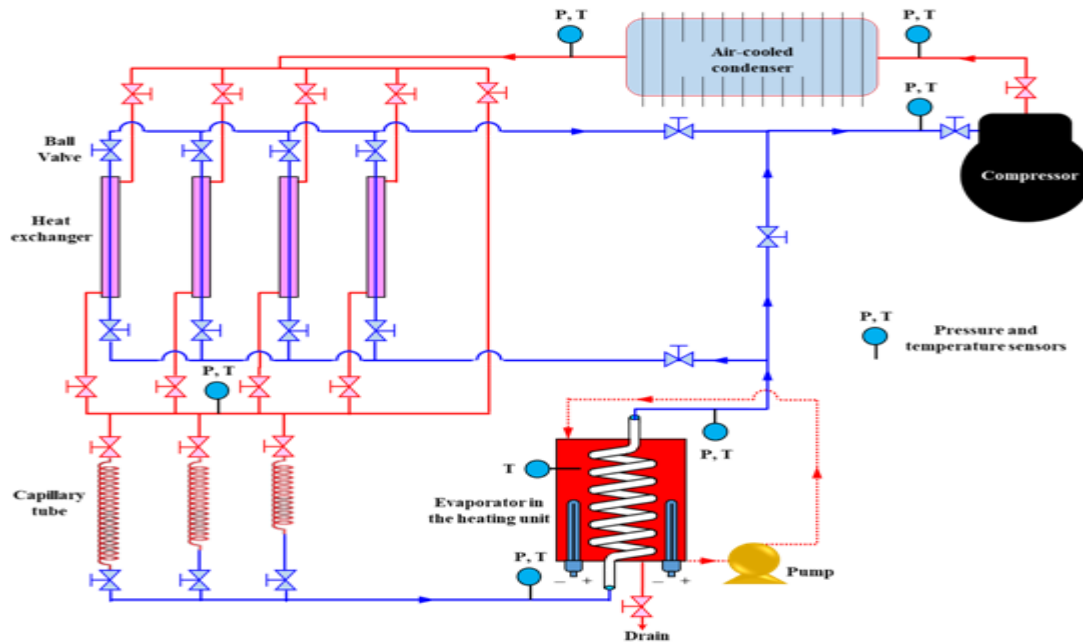 P, T
P, T
Air-cooled
condenser
P, T
Ball
Valve
Compressor
Heat
exchanger
P, T
Pressure and
temperature sensors
P, T
P, T
T
Capillary
tube
Evaporator in
the heating unit
P, T
Pump
– +
– +
Drain